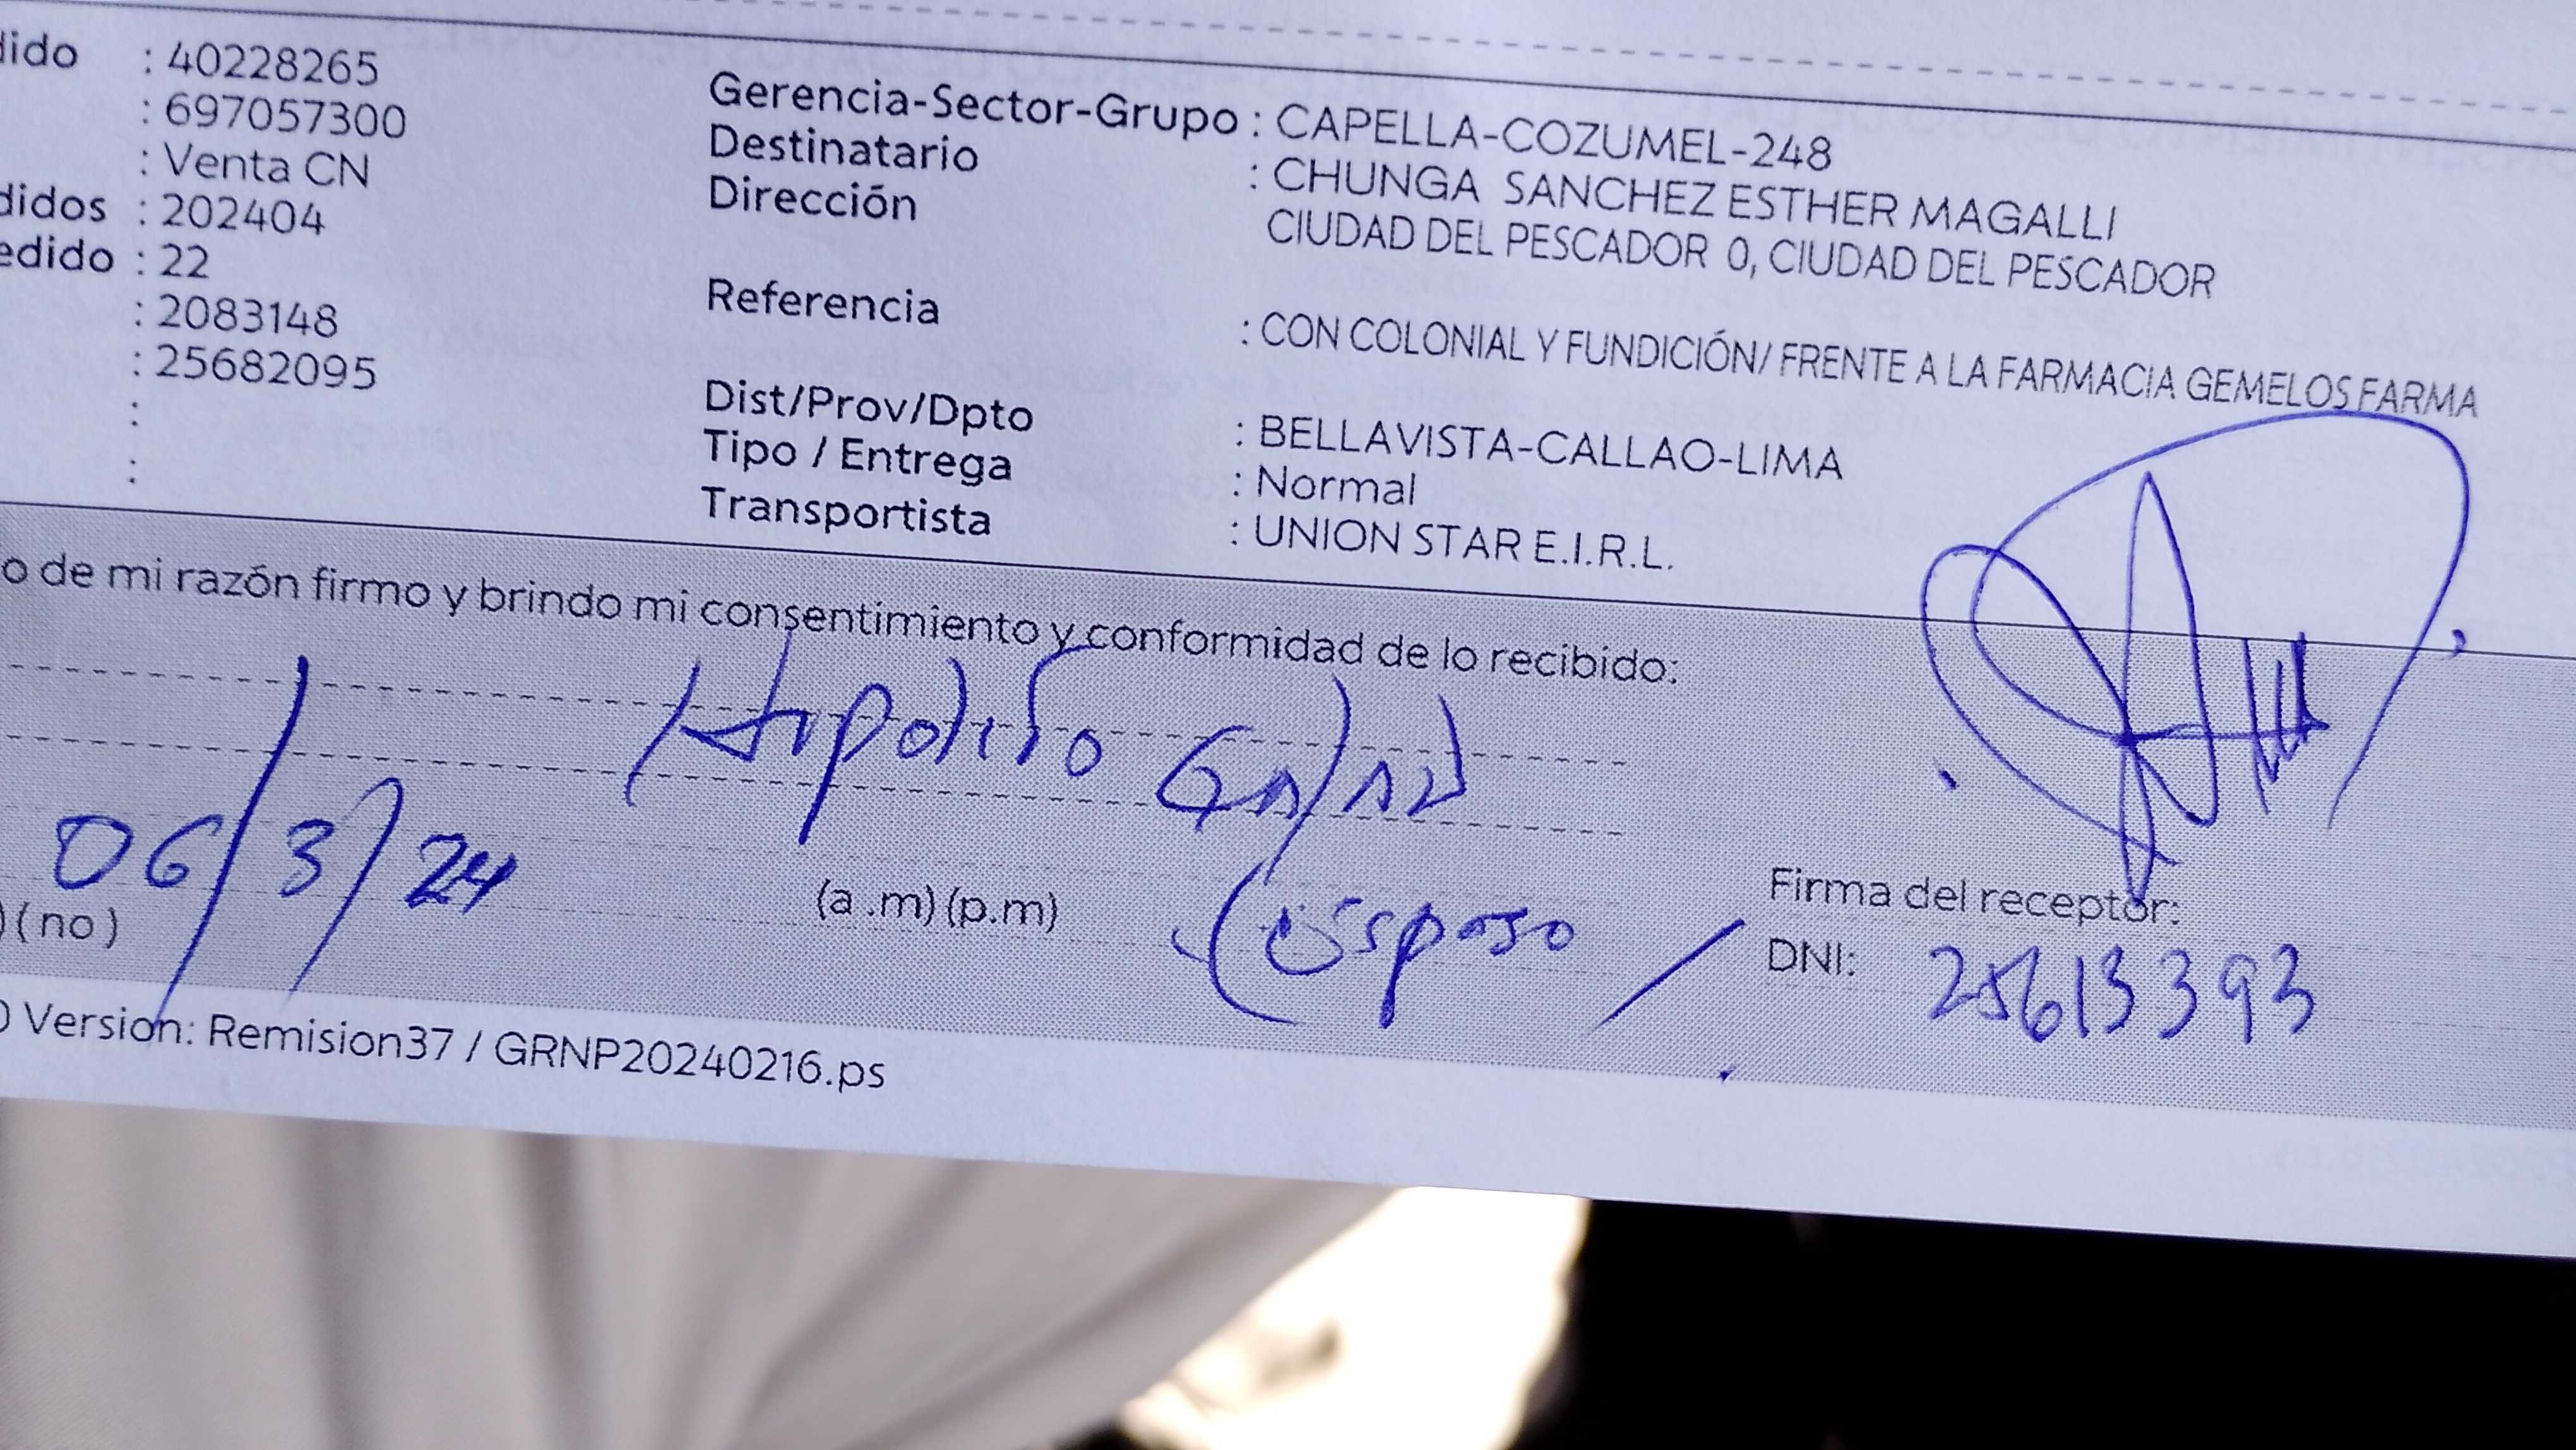 dido : 40228265
: 697057300
: Venta CN
didos : 202404
edido : 22
: 2083148
: 25682095
:
:
Gerencia-Sector-Grupo : CAPELLA-COZUMEL-248
Destinatario : CHUNGA SANCHEZ ESTHER MAGALLI
Dirección CIUDAD DEL PESCADOR 0, CIUDAD DEL PESCADOR
Referencia : CON COLONIAL Y FUNDICIÓN/ FRENTE A LA FARMACIA GEMELOS FARMA
Dist/Prov/Dpto : BELLAVISTA-CALLAO-LIMA
Tipo / Entrega : Normal
Transportista : UNION STAR E.I.R.L.
o de mi razón firmo y brindo mi consentimiento y conformidad de lo recibido:
Hipolito
06/3/24
) (no) (a .m) (p.m)
(Esposo
Firma del receptor:
DNI: 25613393
) Version: Remision37 / GRNP20240216.ps